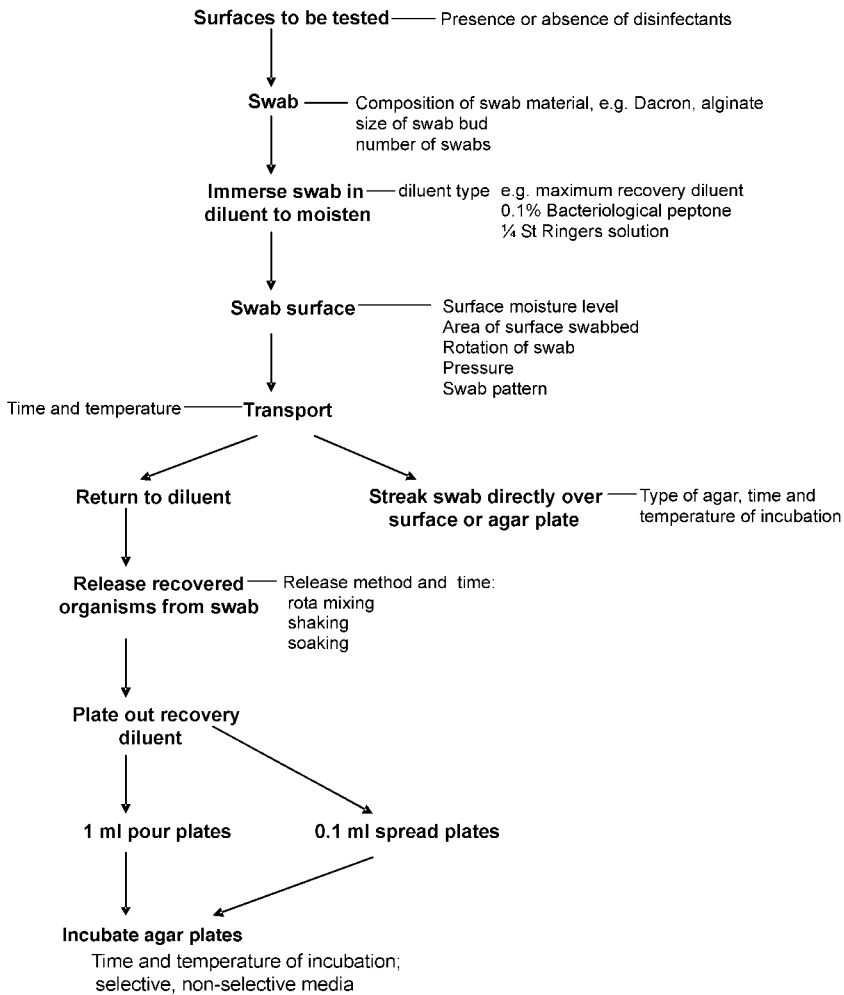 Surfaces to be tested
Presence or absence of disinfectants
Swab
Composition of swab material, e.g. Dacron, alginate
size of swab bud
number of swabs
Immerse swab in
diluent to moisten
diluent type
e.g. maximum recovery diluent
0.1% Bacteriological peptone
¼ St Ringers solution
Swab surface
Surface moisture level
Area of surface swabbed
Rotation of swab
Pressure
Swab pattern
Time and temperature
Transport
Return to diluent
Streak swab directly over
surface or agar plate
Type of agar, time and
temperature of incubation
Release recovered
organisms from swab
Release method and time:
rota mixing
shaking
soaking
Plate out recovery
diluent
1 ml pour plates
0.1 ml spread plates
Incubate agar plates
Time and temperature of incubation;
selective, non-selective media